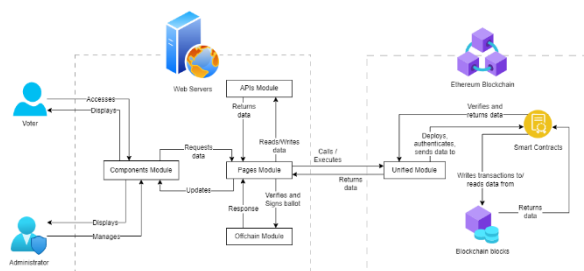 Web Servers
APIs Module
Ethereum Blockchain
Voter
Accesses
Displays
Returns
data
Reads/Writes
data
Verifies and
returns data
Deploys,
authenticates,
sends data to
Smart Contracts
Requests
data
Calls /
Executes
Components Module
Pages Module
Unified Module
Updates
Returns
data
Writes transactions to/
reads data from
Response
Verifies and
Signs ballot
Displays
Manages
Offchain Module
Returns
data
Administrator
Blockchain blocks